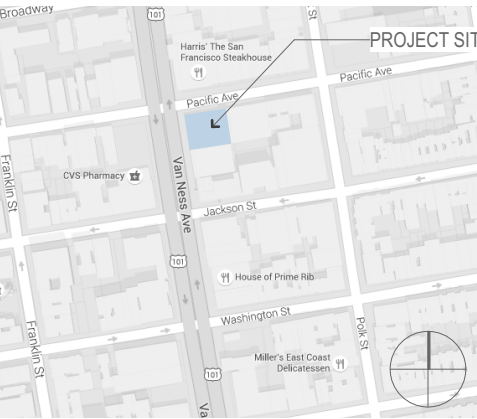 Broadway
101
St
Harris' The San
Francisco Steakhouse
PROJECT SIT
Pacific Ave
Pacific Ave
Franklin St
CVS Pharmacy
Van Ness Ave
Jackson St
101
House of Prime Rib
Washington St
Franklin St
Polk St
Miller's East Coast
Delicatessen
101
Va